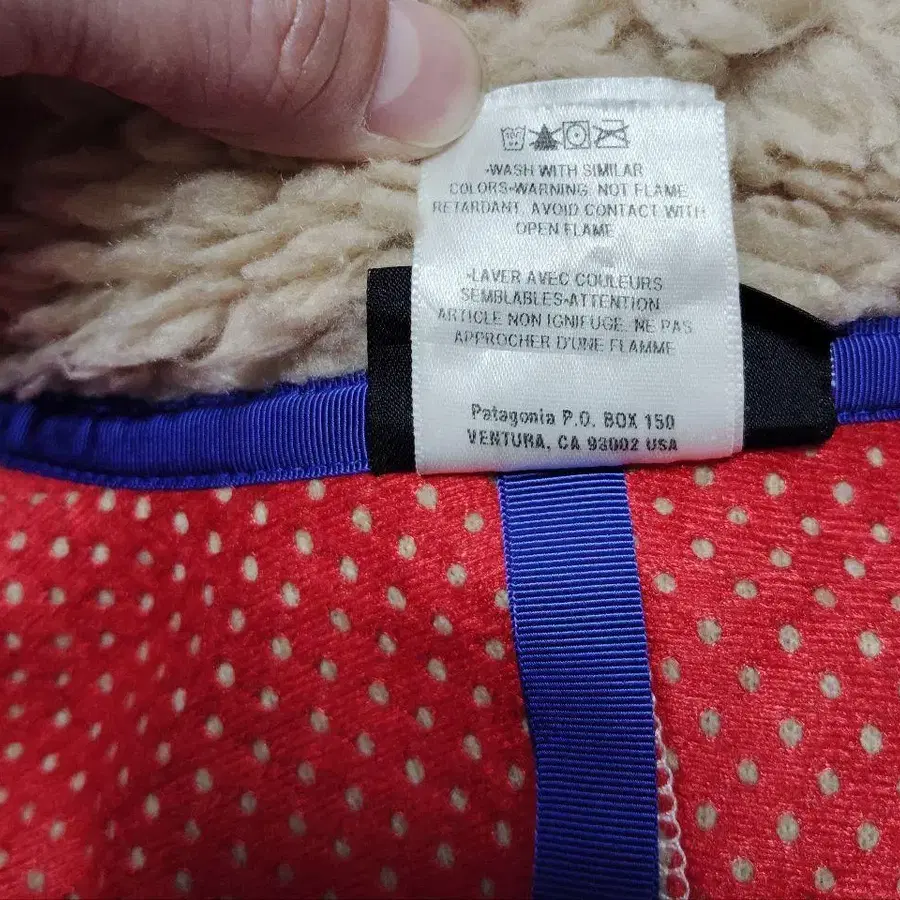 -WASH WITH SIMILAR
COLORS-WARNING, NOT FLAME
RETARDANT. AVOID CONTACT WITH
OPEN FLAME
-LAVER AVEC COULEURS
SEMBLABLES-ATTENTION
ARTICLE NON IGNIFUGE. NE PAS
APPROCHER D'UNE FLAMME
Patagonia P.O. BOX 150
VENTURA, CA 93002 USA